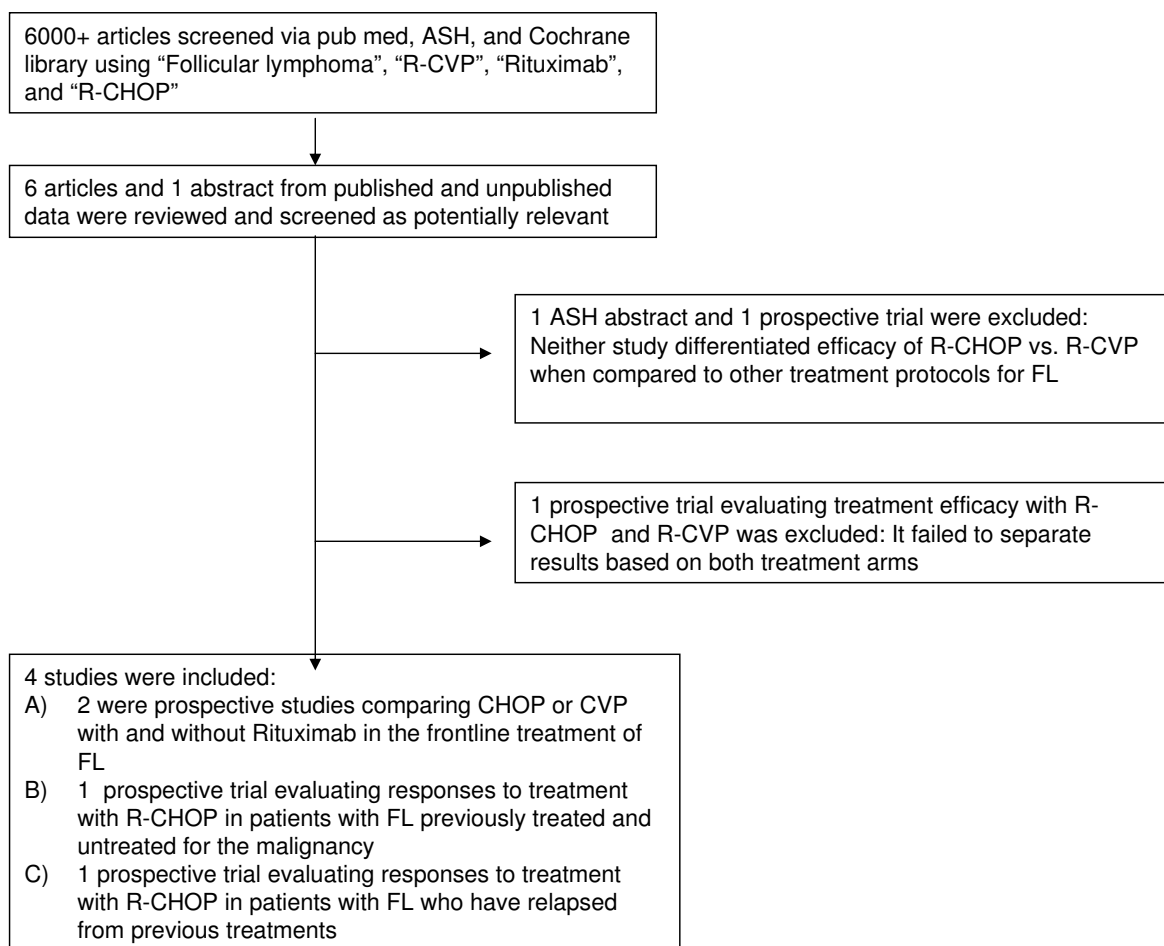 6000+ articles screened via pub med, ASH, and Cochrane
library using “Follicular lymphoma”, “R-CVP”, “Rituximab”,
and “R-CHOP”
6 articles and 1 abstract from published and unpublished
data were reviewed and screened as potentially relevant
1 ASH abstract and 1 prospective trial were excluded:
Neither study differentiated efficacy of R-CHOP vs. R-CVP
when compared to other treatment protocols for FL
1 prospective trial evaluating treatment efficacy with R-
CHOP and R-CVP was excluded: It failed to separate
results based on both treatment arms
4 studies were included:
A) 2 were prospective studies comparing CHOP or CVP
with and without Rituximab in the frontline treatment of
FL
B) 1 prospective trial evaluating responses to treatment
with R-CHOP in patients with FL previously treated and
untreated for the malignancy
C) 1 prospective trial evaluating responses to treatment
with R-CHOP in patients with FL who have relapsed
from previous treatments